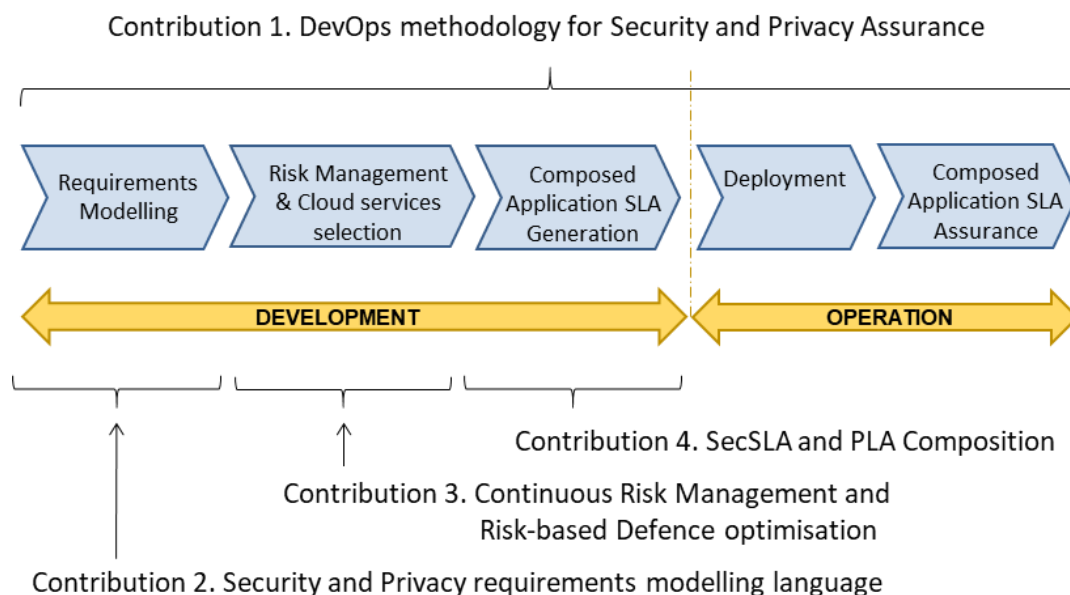 Contribution 1. DevOps methodology for Security and Privacy Assurance
Requirements
Modelling
Risk Management
& Cloud services
selection
Composed
Application SLA
Generation
Deployment
Composed
Application SLA
Assurance
DEVELOPMENT
OPERATION
Contribution 4. SecSLA and PLA Composition
Contribution 3. Continuous Risk Management and
Risk-based Defence optimisation
Contribution 2. Security and Privacy requirements modelling language